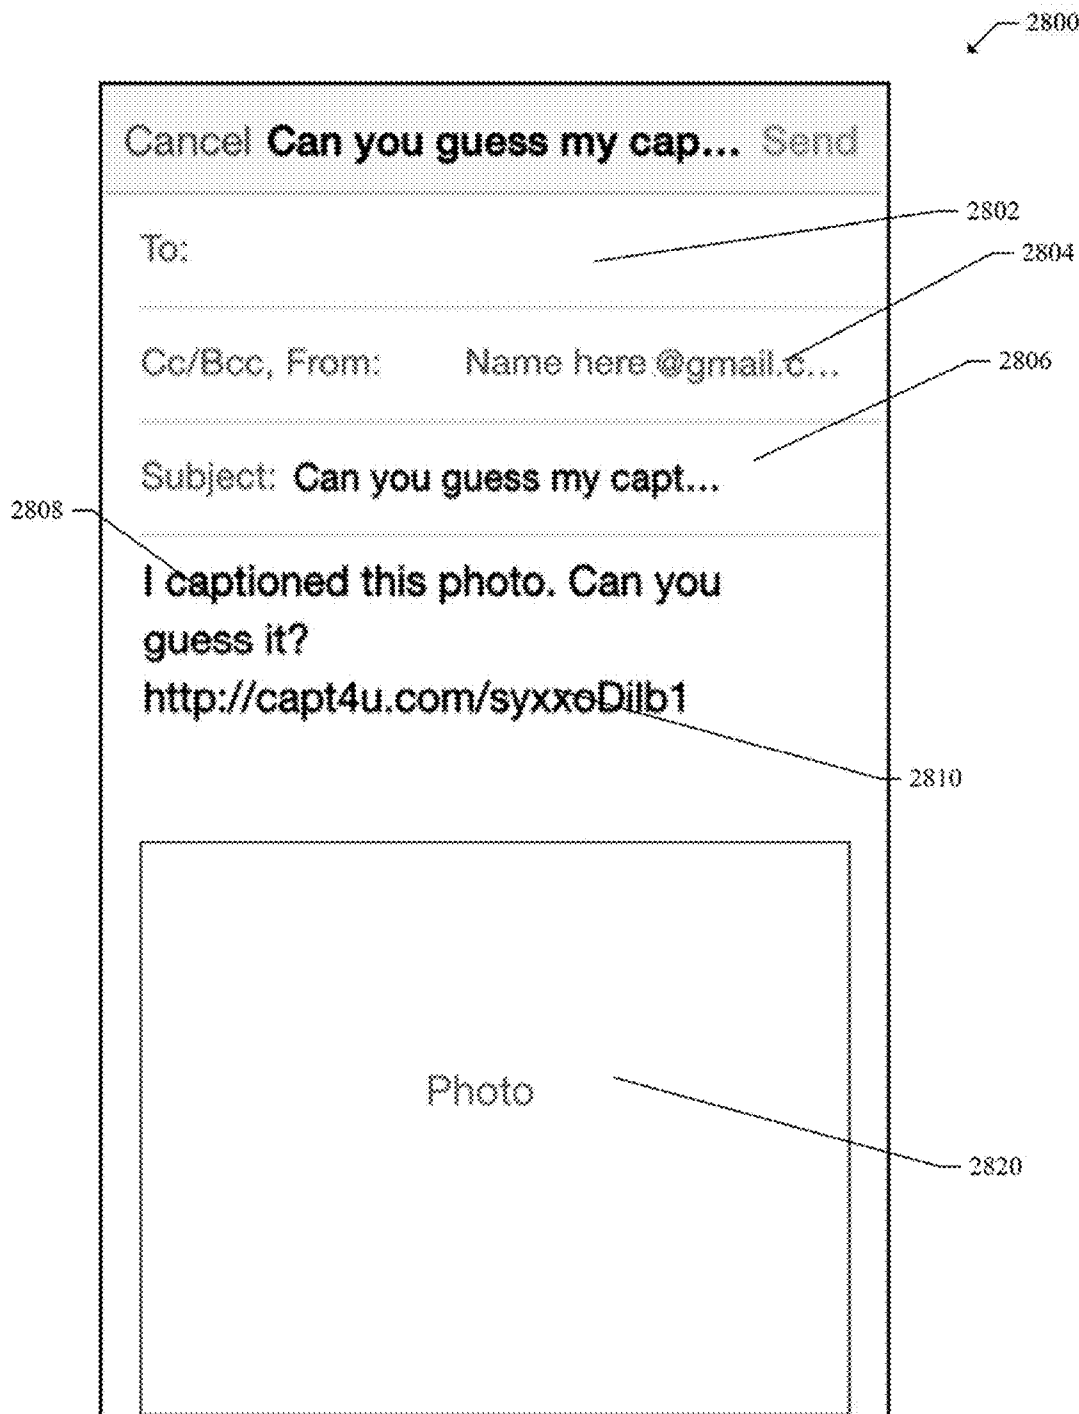 2800
Cancel Can you guess my cap... Send
To:
2802
2804
Cc/Bcc, From: Name here @gmail.c...
2806
Subject: Can you guess my capt...
2808
I captioned this photo. Can you
guess it?
http://capt4u.com/syxxoDilb1
2810
Photo
2820